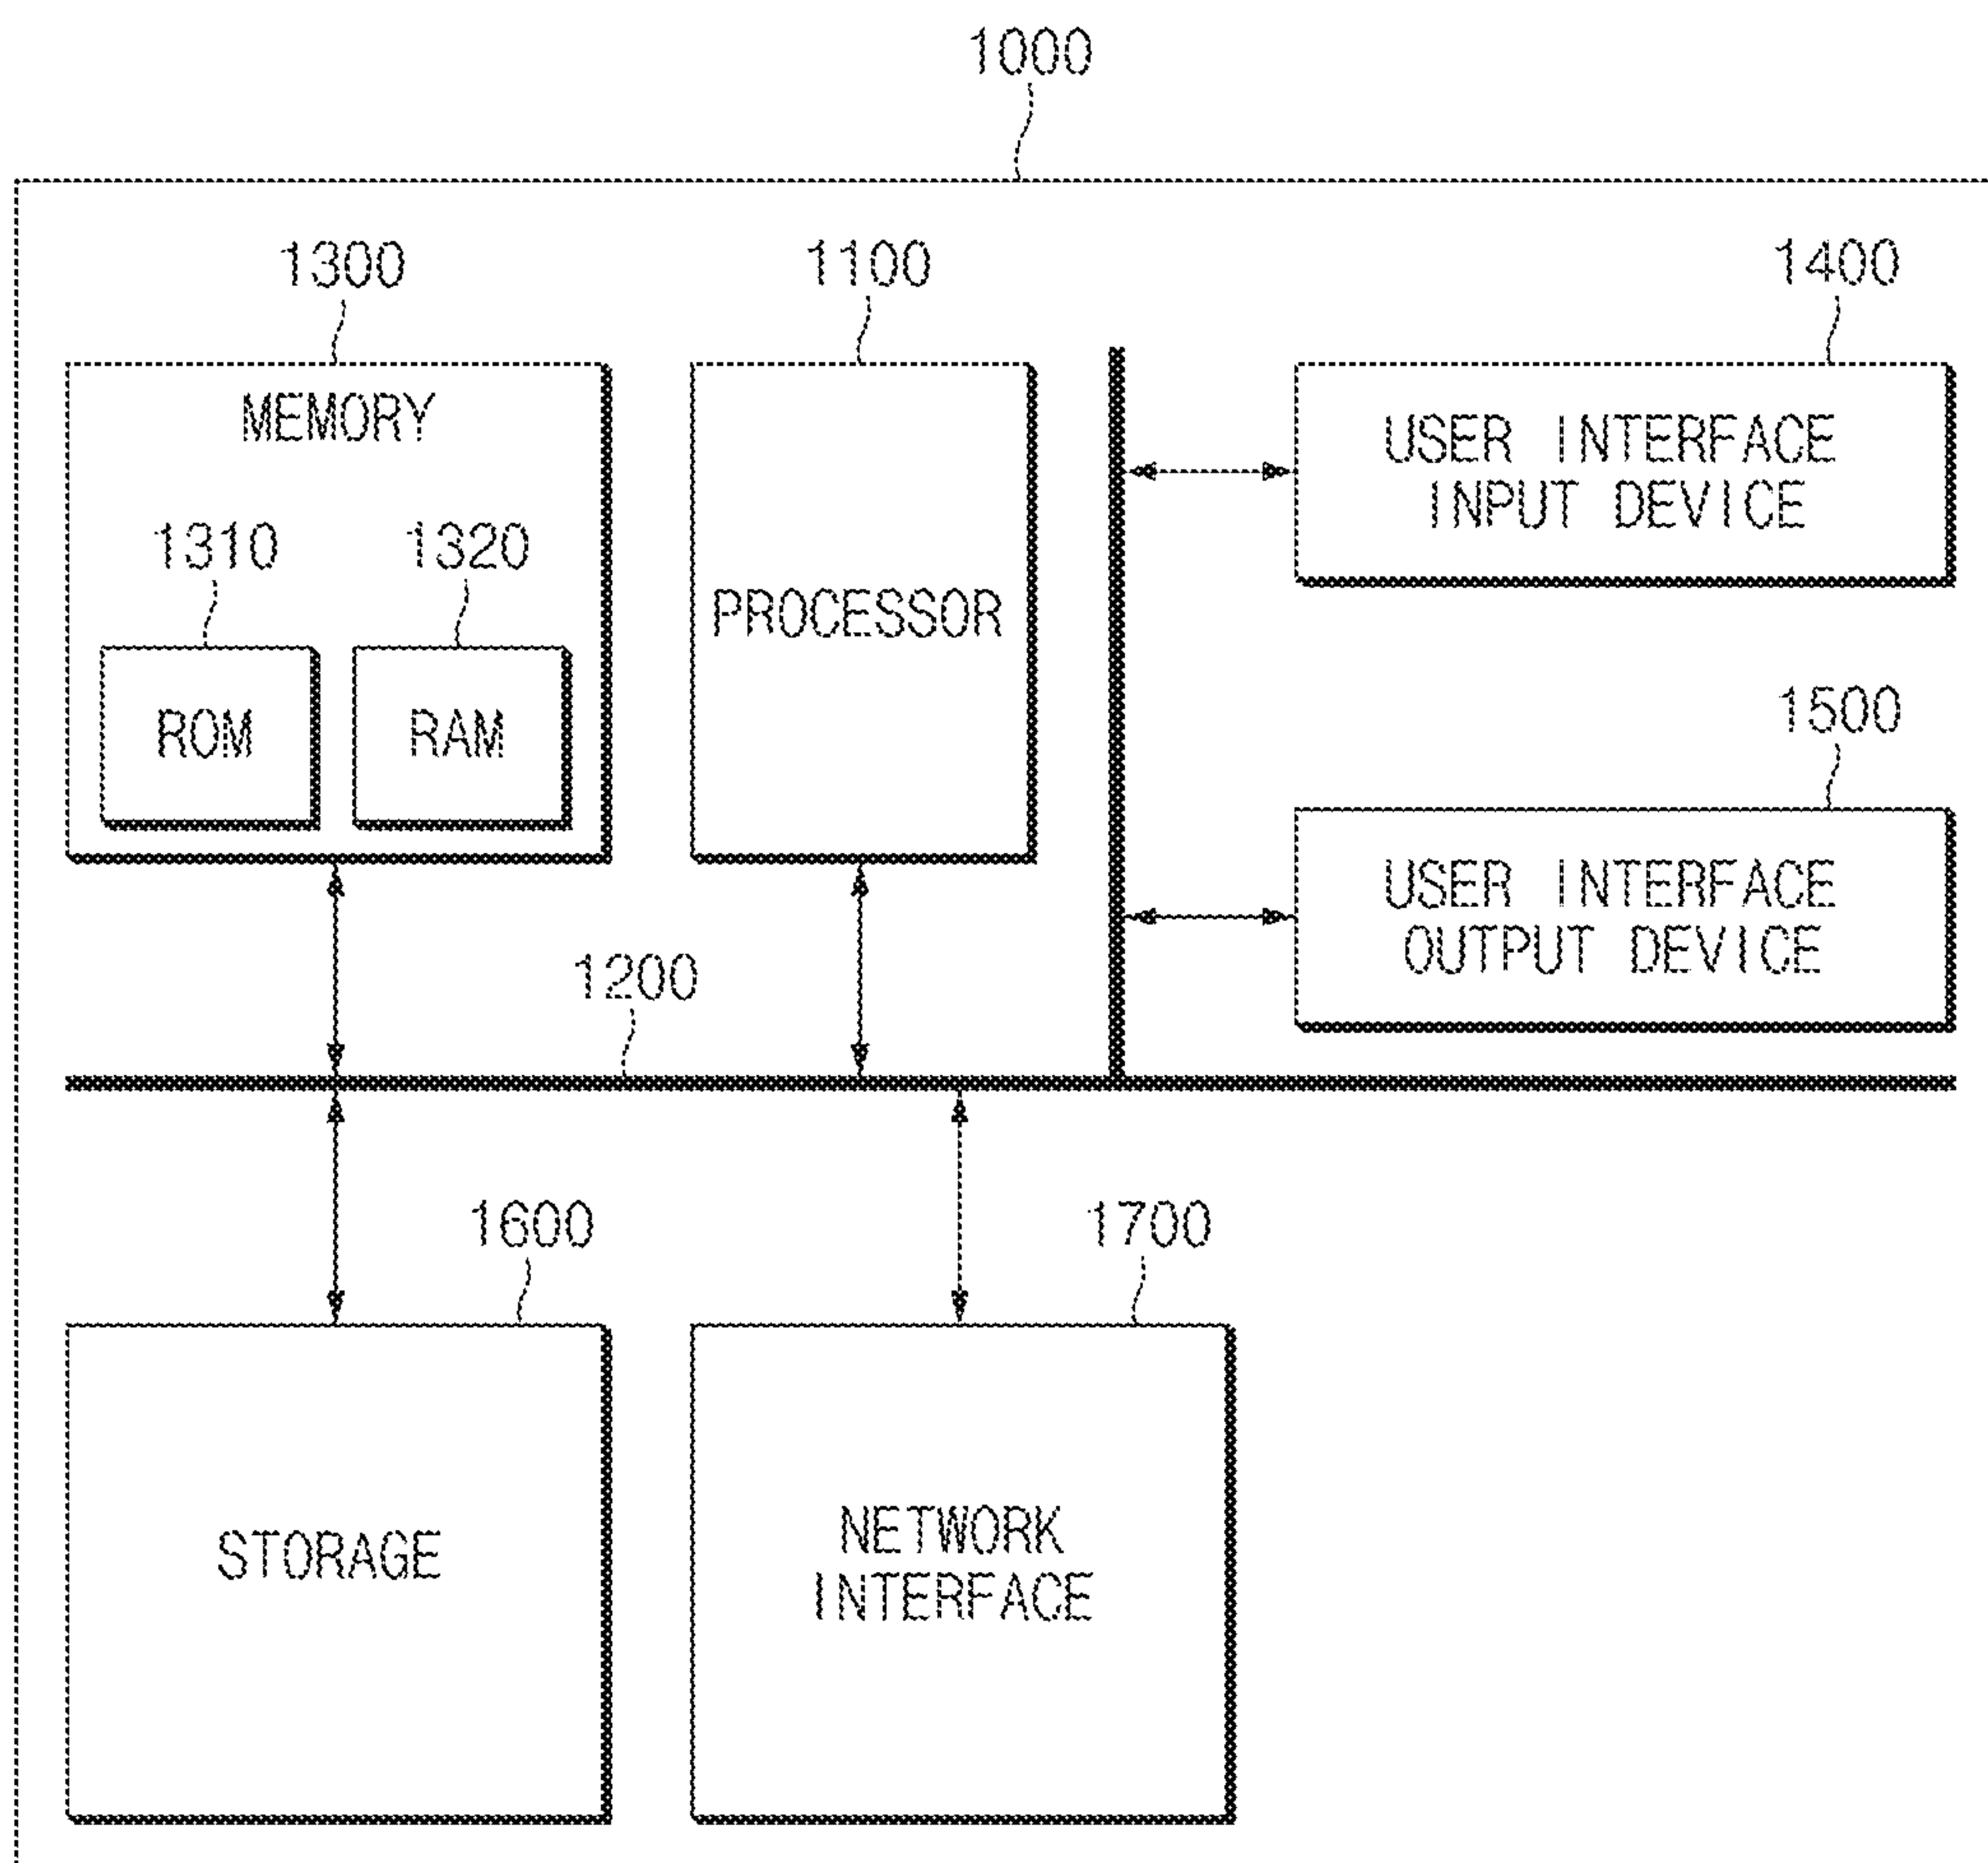 1000
1300
1100
1400
MEMORY
USER INTERFACE
INPUT DEVICE
1310
1320
PROCESSOR
ROM
RAM
1500
USER INTERFACE
OUTPUT DEVICE
1200
1600
1700
STORAGE
NETWORK
INTERFACE